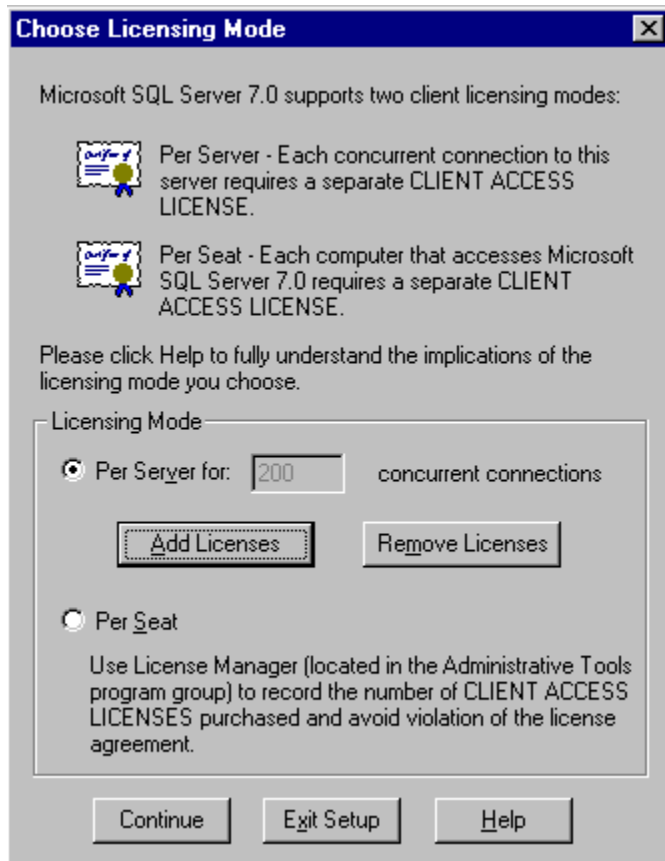 Choose Licensing Mode
Microsoft SQL Server 7.0 supports two client licensing modes:
Per Server - Each concurrent connection to this
server requires a separate CLIENT ACCESS
LICENSE.
Per Seat - Each computer that accesses Microsoft
SQL Server 7.0 requires a separate CLIENT
ACCESS LICENSE.
Please click Help to fully understand the implications of the
licensing mode you choose.
Licensing Mode
Per Server for: 200 concurrent connections
Add Licenses Remove Licenses
Per Seat
Use License Manager (located in the Administrative Tools
program group) to record the number of CLIENT ACCESS
LICENSES purchased and avoid violation of the license
agreement.
Continue Exit Setup Help